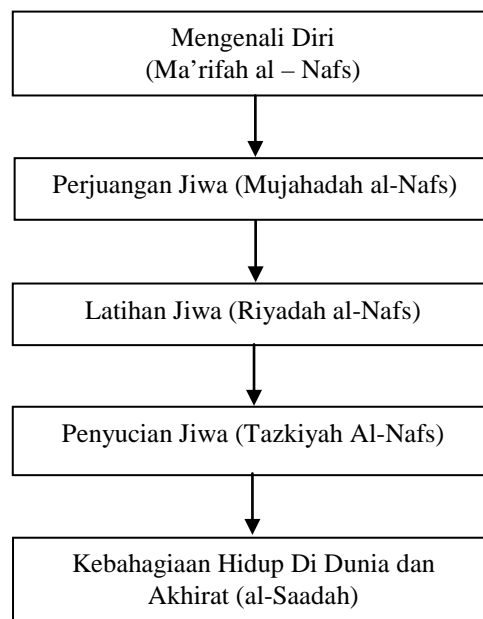 Mengenali Diri
(Ma’rifah al – Nafs)
Perjuangan Jiwa (Mujahadah al-Nafs)
Latihan Jiwa (Riyadah al-Nafs)
Penyucian Jiwa (Tazkiyah Al-Nafs)
Kebahagiaan Hidup Di Dunia dan
Akhirat (al-Saadah)